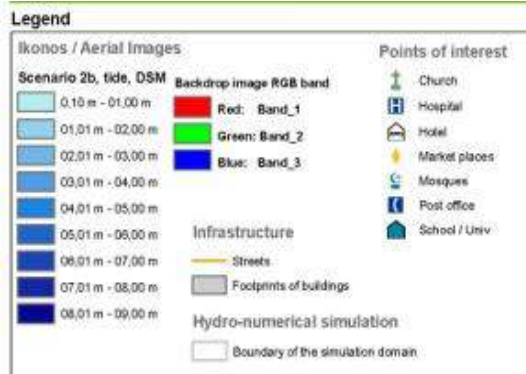 Legend
Ikonos / Aerial Images
Scenario 2b, tide, DSM
0,10 m - 01,00 m
01,01 m - 02,00 m
02,01 m - 03,00 m
03,01 m - 04,00 m
04,01 m - 05,00 m
05,01 m - 06,00 m
06,01 m - 07,00 m
07,01 m - 08,00 m
08,01 m - 09,00 m
Backdrop image RGB band
Red: Band_1
Green: Band_2
Blue: Band_3
Infrastructure
Streets
Footprints of buildings
Hydro-numerical simulation
Boundary of the simulation domain
Points of interest
Church
H Hospital
Hotel
Market places
Mosques
Post office
School / Univ